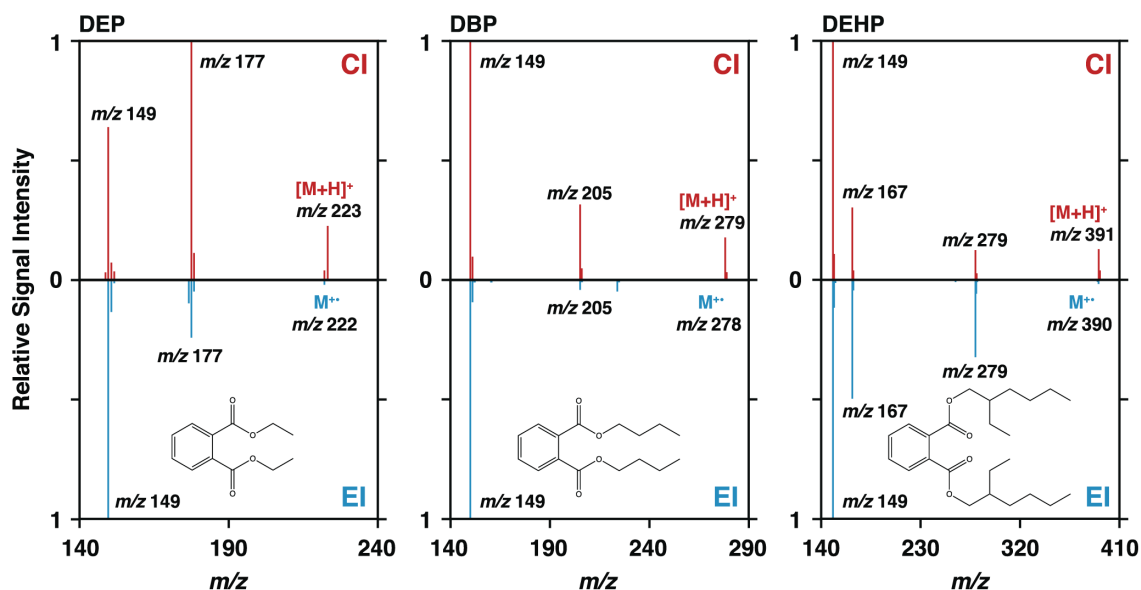 DEP
DBP
DEHP
Relative Signal Intensity
1
0
1
CI
m/z 177
m/z 149
[M+H]⁺
m/z 223
M⁺•
m/z 222
m/z 177
O
O
O
O
m/z 149
EI
140
190
240
m/z
1
0
1
CI
m/z 149
m/z 205
[M+H]⁺
m/z 279
m/z 205
M⁺•
m/z 278
O
O
O
O
m/z 149
EI
140
190
240
290
m/z
1
0
1
CI
m/z 149
m/z 167
m/z 279
[M+H]⁺
m/z 391
M⁺•
m/z 390
m/z 279
m/z 167
O
O
O
O
m/z 149
EI
140
230
320
410
m/z